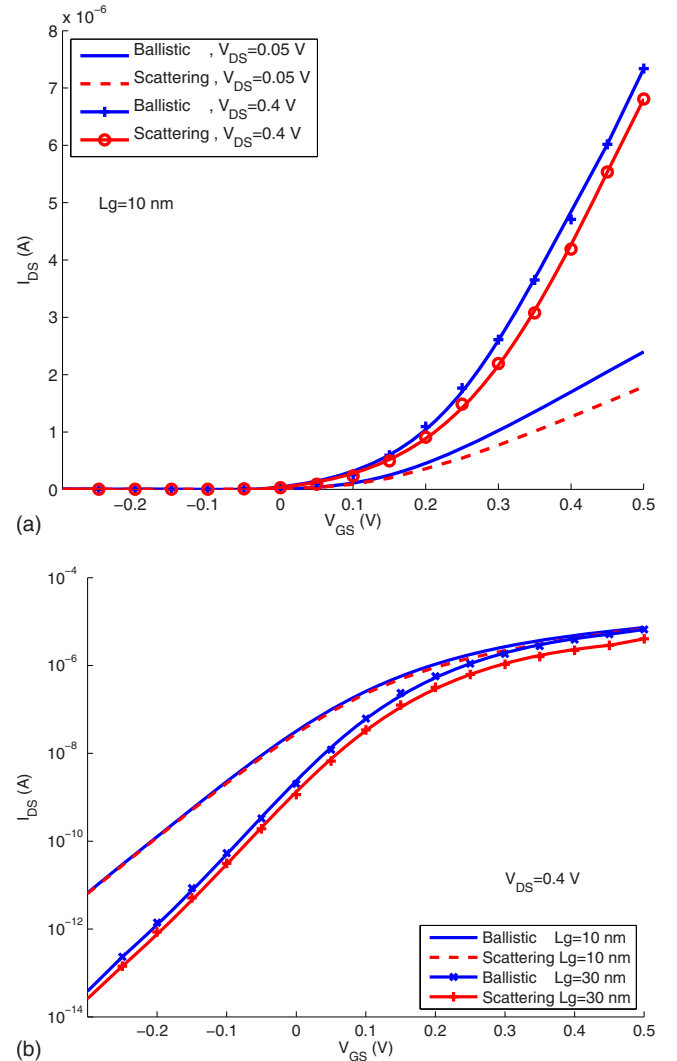 x 10⁻⁶
8
7
6
5
4
3
2
1
0
I_DS (A)
Ballistic , V_DS=0.05 V
Scattering , V_DS=0.05 V
Ballistic , V_DS=0.4 V
Scattering , V_DS=0.4 V
Lg=10 nm
−0.2 −0.1 0 0.1 0.2 0.3 0.4 0.5
(a) V_GS (V)
10⁻⁴
10⁻⁶
10⁻⁸
10⁻¹⁰
10⁻¹²
10⁻¹⁴
I_DS (A)
V_DS=0.4 V
Ballistic Lg=10 nm
Scattering Lg=10 nm
Ballistic Lg=30 nm
Scattering Lg=30 nm
−0.2 −0.1 0 0.1 0.2 0.3 0.4 0.5
(b) V_GS (V)